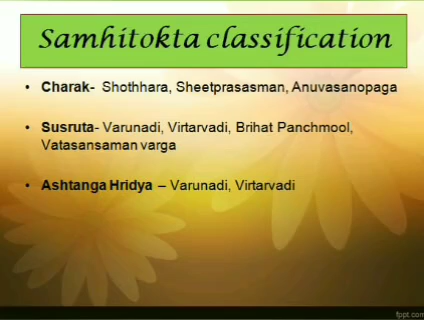 Samhitokta classification
• Charak- Shothhara, Sheetprasasman, Anuvasanopaga
• Susruta- Varunadi, Virtarvadi, Brihat Panchmool,
Vatasansaman varga
• Ashtanga Hridya – Varunadi, Virtarvadi
fppt.com